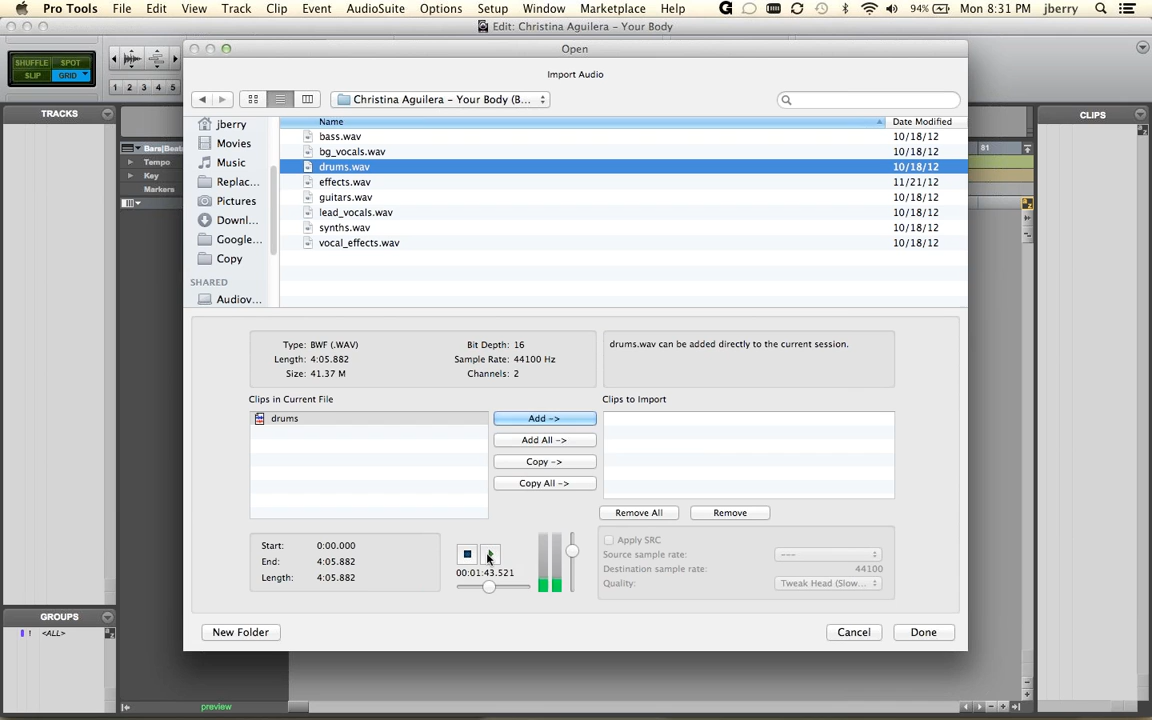 Pro Tools File Edit View Track Clip Event AudioSuite Options Setup Window Marketplace Help 94% Mon 8:31 PM jberry
Edit: Christina Aguilera - Your Body
SHUFFLE SPOT
SLIP GRID
1 2 3 4 5
Open
Import Audio
Christina Aguilera - Your Body (B...
TRACKS
CLIPS
jberry
Movies
Music
Replac...
Pictures
Downl...
Google...
Copy
SHARED
Audiov...
Name Date Modified
bass.wav 10/18/12
bg_vocals.wav 10/18/12
drums.wav 10/18/12
effects.wav 11/21/12
guitars.wav 10/18/12
lead_vocals.wav 10/18/12
synths.wav 10/18/12
vocal_effects.wav 10/18/12
Bars|Beat
Tempo
Key
Markers
81
Type: BWF (.WAV) Bit Depth: 16
Length: 4:05.882 Sample Rate: 44100 Hz
Size: 41.37 M Channels: 2
drums.wav can be added directly to the current session.
Clips in Current File
Clips to Import
drums
Add ->
Add All ->
Copy ->
Copy All ->
Remove All Remove
Start: 0:00.000
End: 4:05.882
Length: 4:05.882
00:01:43.521
Apply SRC
Source sample rate: ---
Destination sample rate: 44100
Quality: Tweak Head (Slow...
New Folder Cancel Done
GROUPS
1 <ALL>
preview